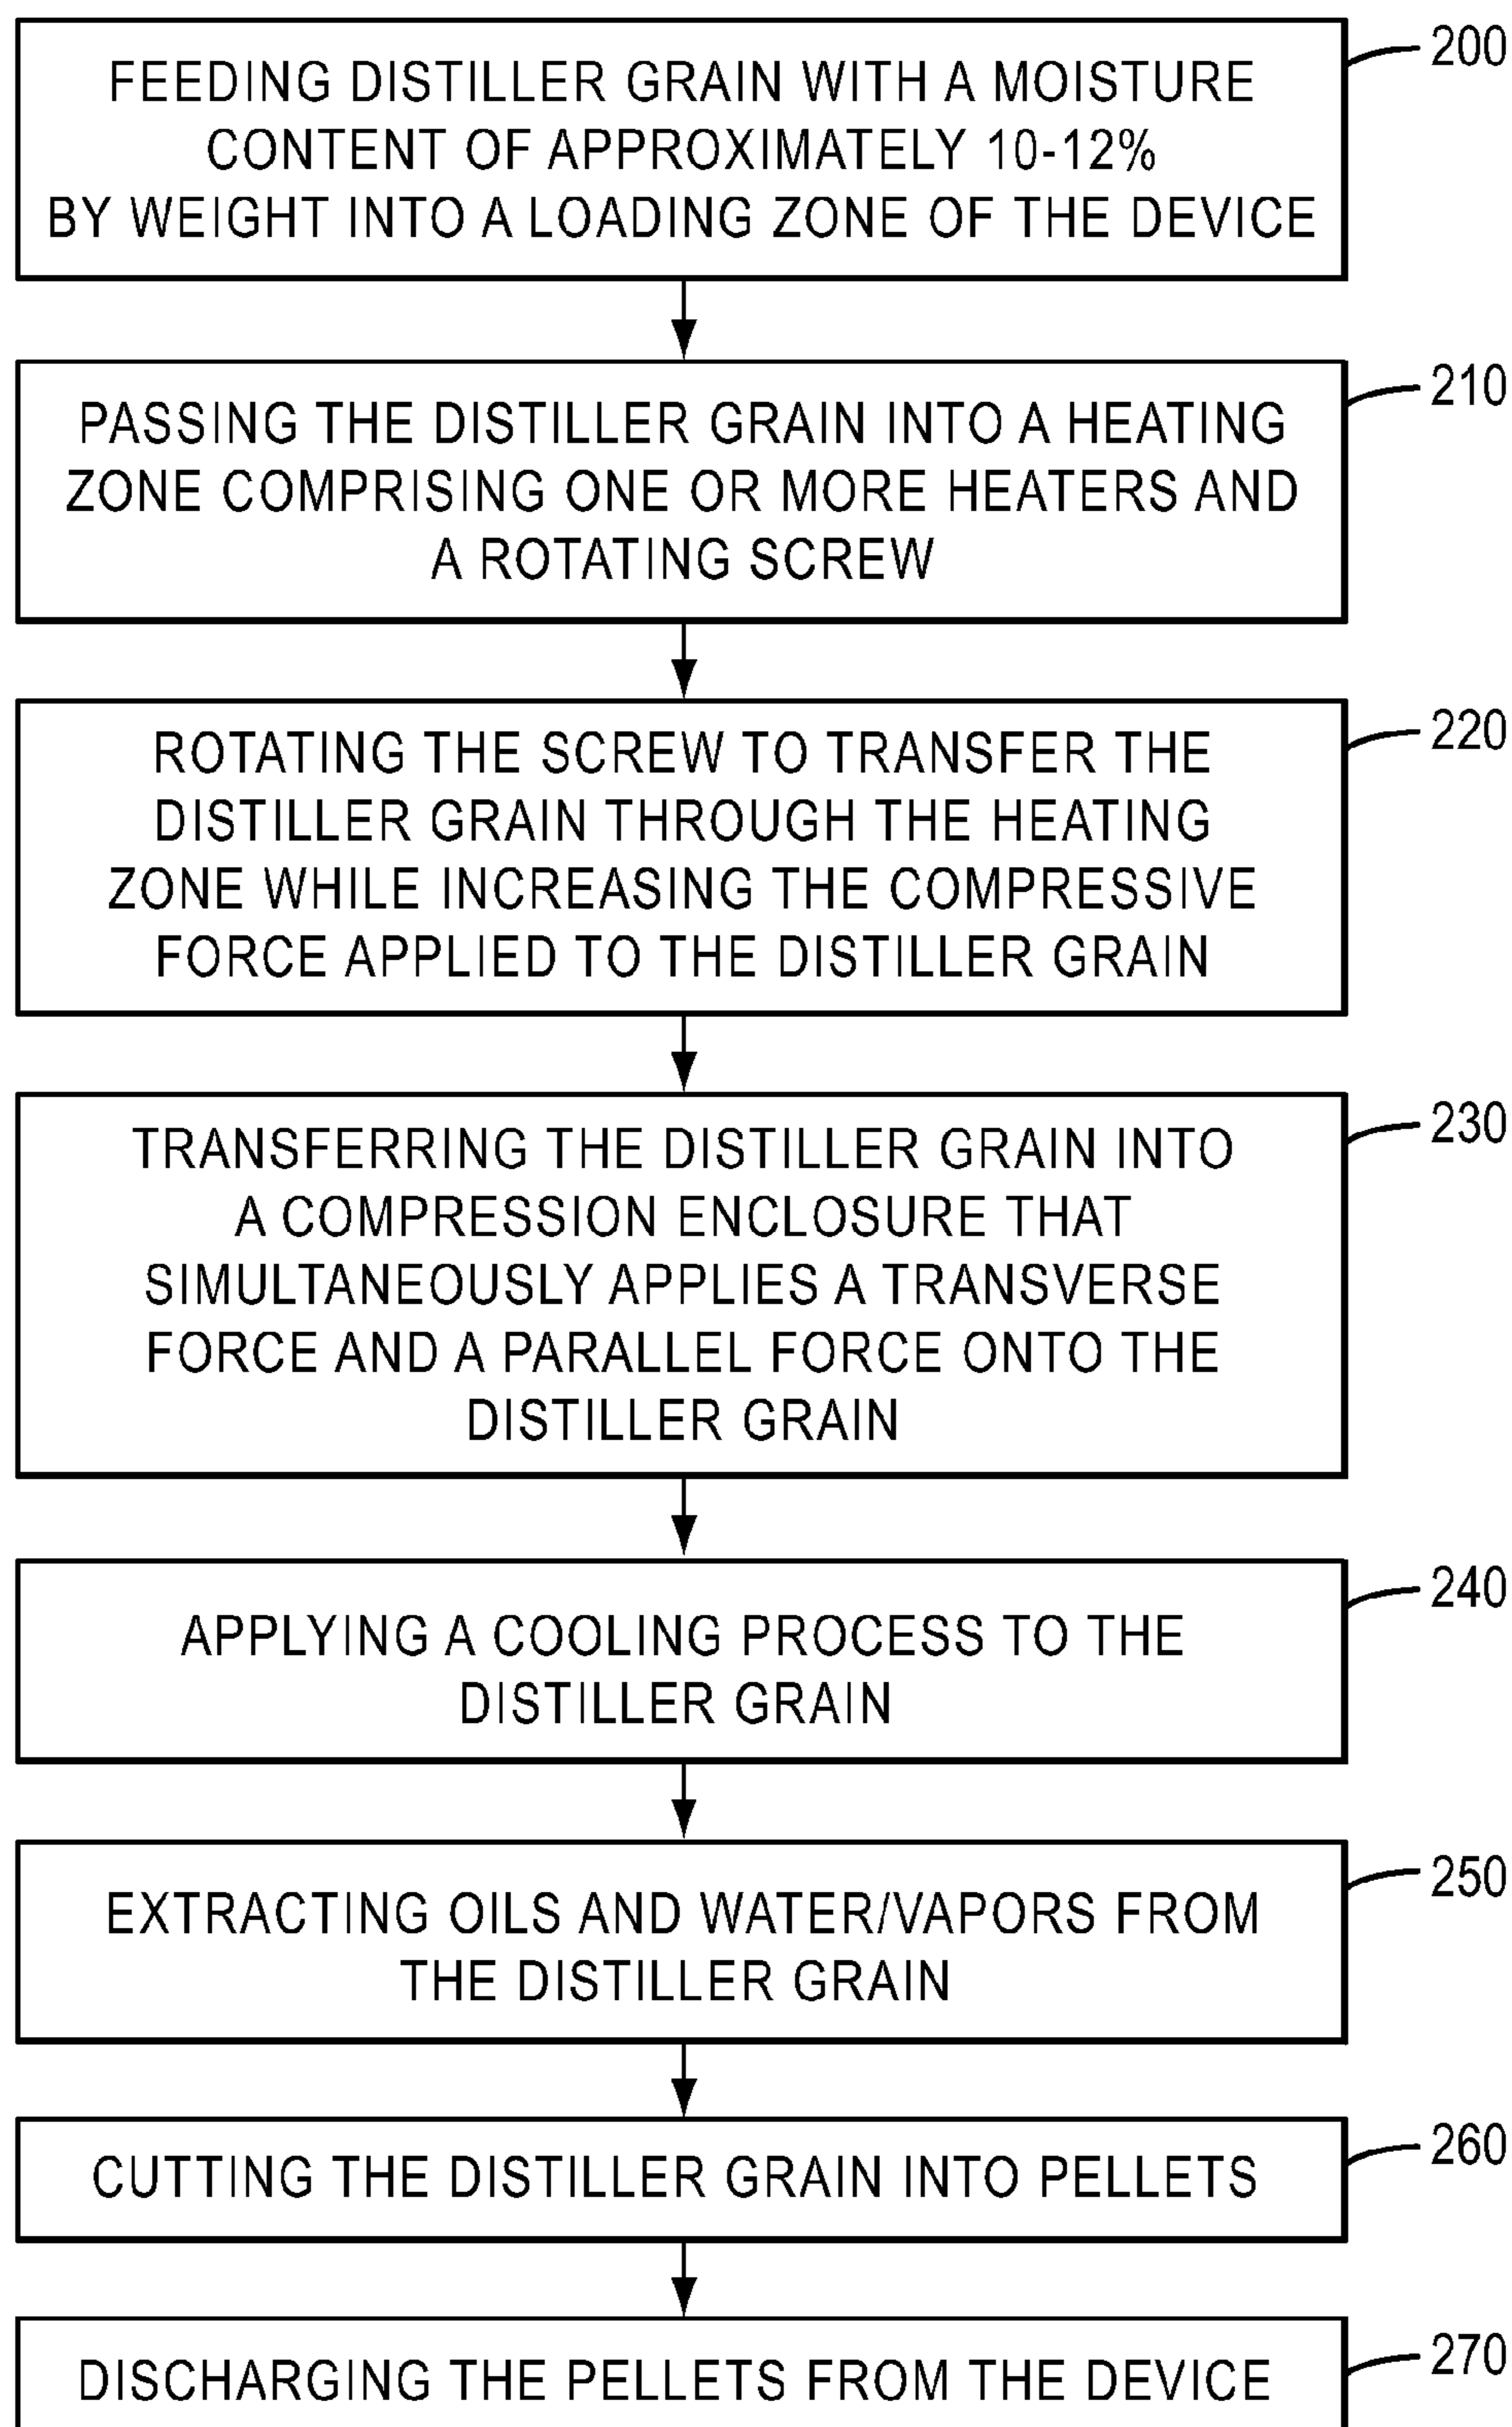 200
FEEDING DISTILLER GRAIN WITH A MOISTURE
CONTENT OF APPROXIMATELY 10-12%
BY WEIGHT INTO A LOADING ZONE OF THE DEVICE
210
PASSING THE DISTILLER GRAIN INTO A HEATING
ZONE COMPRISING ONE OR MORE HEATERS AND
A ROTATING SCREW
220
ROTATING THE SCREW TO TRANSFER THE
DISTILLER GRAIN THROUGH THE HEATING
ZONE WHILE INCREASING THE COMPRESSIVE
FORCE APPLIED TO THE DISTILLER GRAIN
230
TRANSFERRING THE DISTILLER GRAIN INTO
A COMPRESSION ENCLOSURE THAT
SIMULTANEOUSLY APPLIES A TRANSVERSE
FORCE AND A PARALLEL FORCE ONTO THE
DISTILLER GRAIN
240
APPLYING A COOLING PROCESS TO THE
DISTILLER GRAIN
250
EXTRACTING OILS AND WATER/VAPORS FROM
THE DISTILLER GRAIN
260
CUTTING THE DISTILLER GRAIN INTO PELLETS
270
DISCHARGING THE PELLETS FROM THE DEVICE